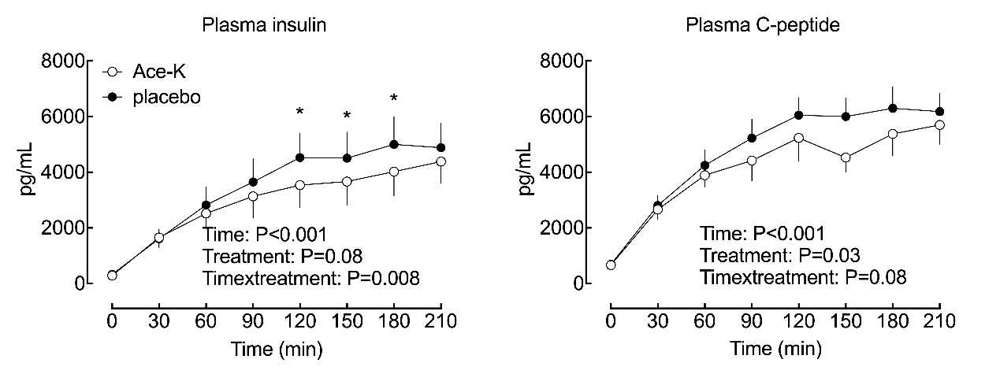 Plasma insulin
8000
6000
4000
2000
0
pg/mL
Ace-K
placebo
*
*
*
Time: P<0.001
Treatment: P=0.08
Timextreatment: P=0.008
0 30 60 90 120 150 180 210
Time (min)
Plasma C-peptide
8000
6000
4000
2000
0
pg/mL
Time: P<0.001
Treatment: P=0.03
Timextreatment: P=0.08
0 30 60 90 120 150 180 210
Time (min)